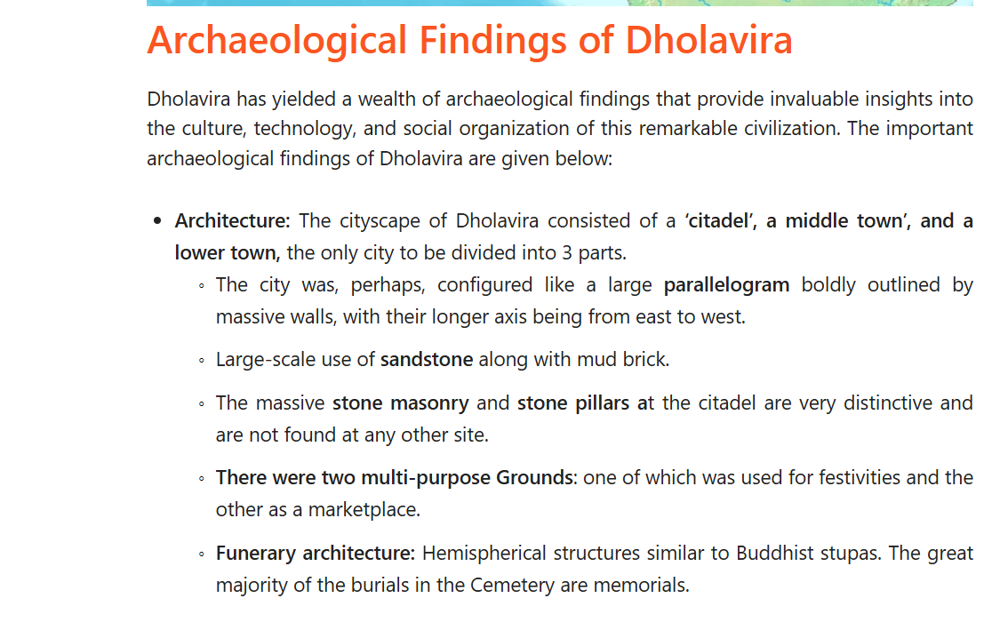 Archaeological Findings of Dholavira
Dholavira has yielded a wealth of archaeological findings that provide invaluable insights into
the culture, technology, and social organization of this remarkable civilization. The important
archaeological findings of Dholavira are given below:
• Architecture: The cityscape of Dholavira consisted of a ‘citadel’, a middle town’, and a
lower town, the only city to be divided into 3 parts.
◦ The city was, perhaps, configured like a large parallelogram boldly outlined by
massive walls, with their longer axis being from east to west.
◦ Large-scale use of sandstone along with mud brick.
◦ The massive stone masonry and stone pillars at the citadel are very distinctive and
are not found at any other site.
◦ There were two multi-purpose Grounds: one of which was used for festivities and the
other as a marketplace.
◦ Funerary architecture: Hemispherical structures similar to Buddhist stupas. The great
majority of the burials in the Cemetery are memorials.